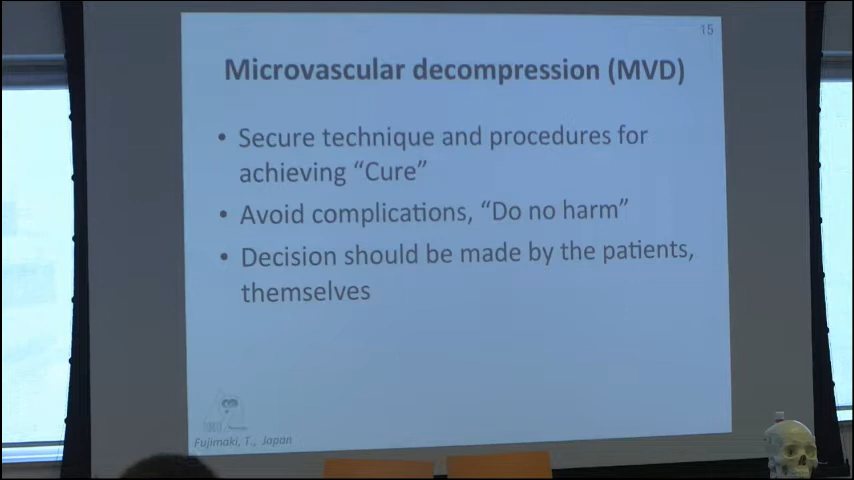 15
Microvascular decompression (MVD)
• Secure technique and procedures for
achieving “Cure”
• Avoid complications, “Do no harm”
• Decision should be made by the patients,
themselves
Fujimaki, T., Japan